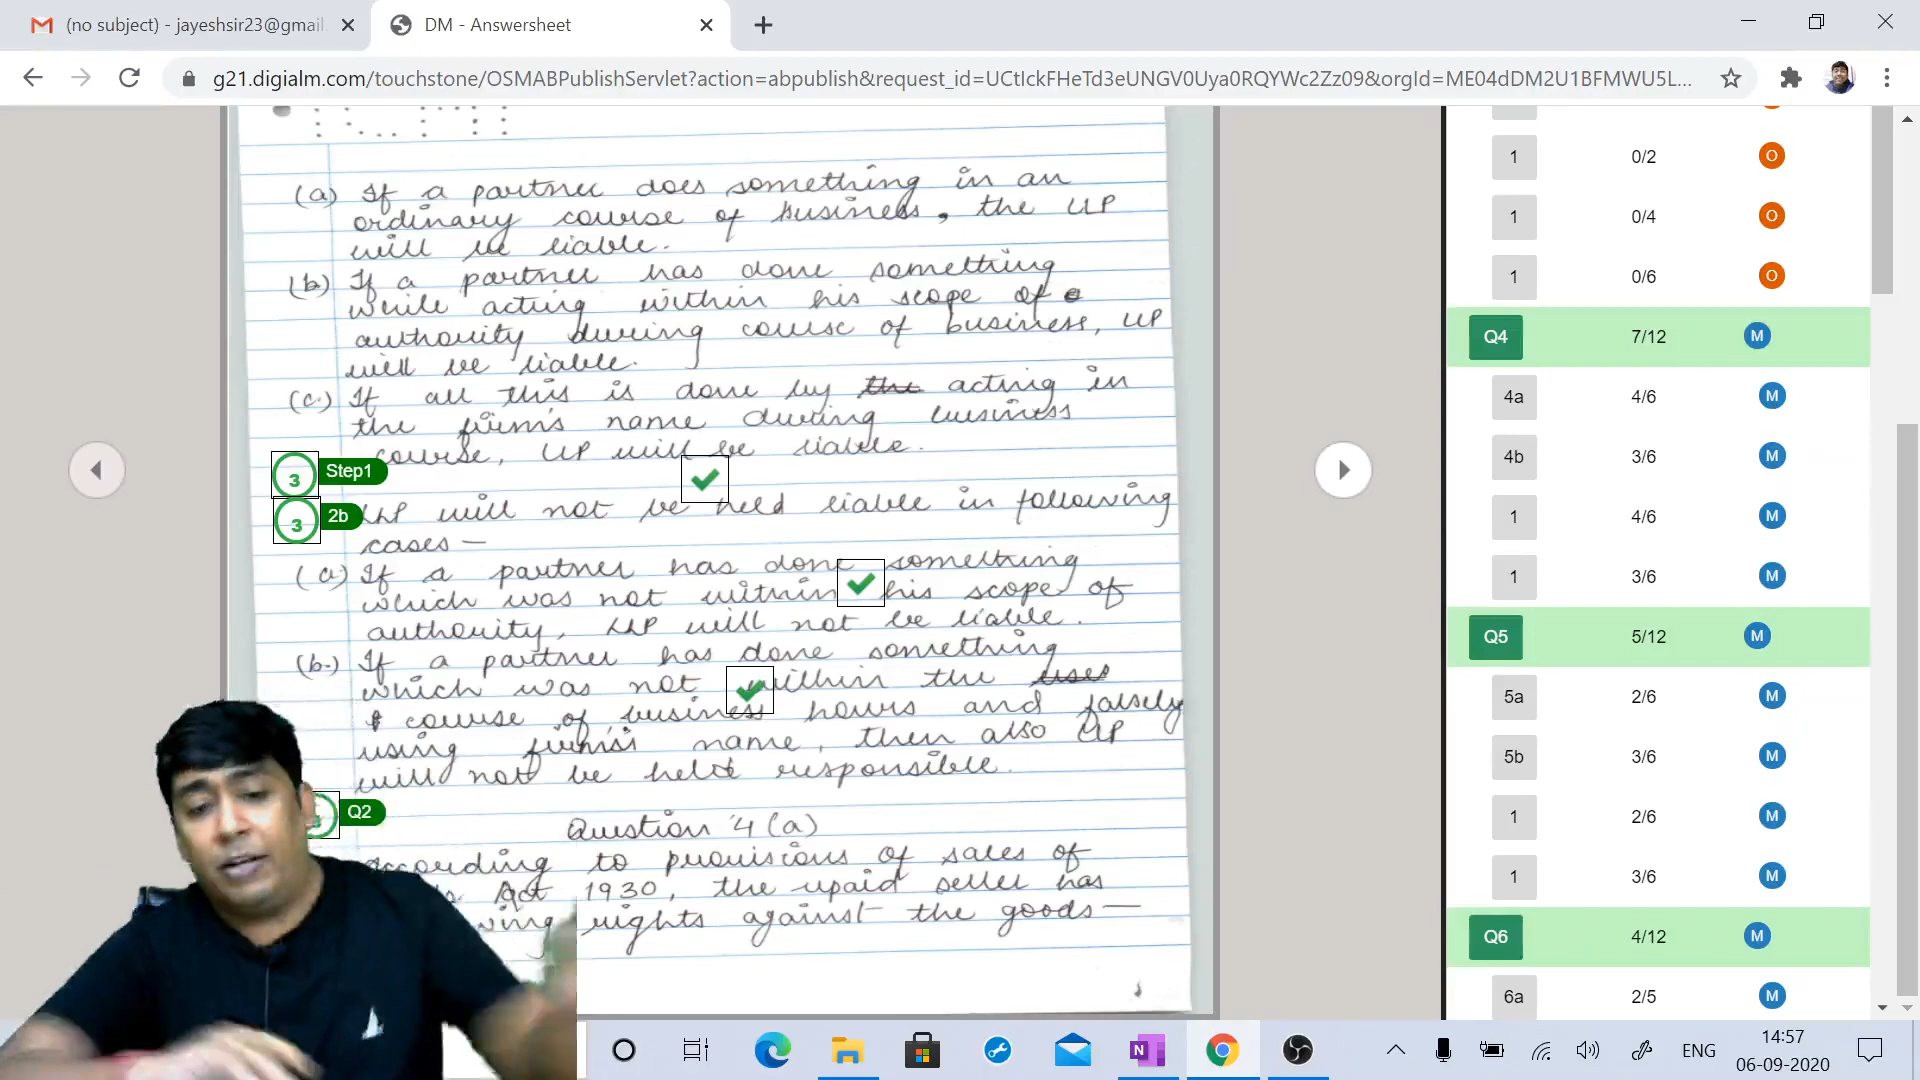 (no subject) - jayeshsir23@gmail.
DM - Answersheet
g21.digialm.com/touchstone/OSMABPublishServlet?action=abpublish&request_id=UCtIckFHeTd3eUNGV0Uya0RQYWc2Zz09&orgId=ME04dDM2U1BFMWU5L...
(a) If a partner does something in an
ordinary course of business, the LLP
will be liable.
(b) If a partner has done something
while acting within his scope of
authority during course of business, LLP
will be liable.
(c) If all this is done by the acting in
the firm's name during business
course, LLP will be liable.
3 Step1
3 2b
LLP will not be held liable in following
cases -
(a) If a partner has done something
which was not within his scope of
authority, LLP will not be liable.
(b.) If a partner has done something
which was not within the uses
& course of business hours and falsely
using firm's name, then also LLP
will not be held responsible.
Q2
Question 4 (a)
According to provisions of sales of
Act 1930, the upaid seller has
rights against the goods -
1 0/2 O
1 0/4 O
1 0/6 O
Q4 7/12 M
4a 4/6 M
4b 3/6 M
1 4/6 M
1 3/6 M
Q5 5/12 M
5a 2/6 M
5b 3/6 M
1 2/6 M
1 3/6 M
Q6 4/12 M
6a 2/5 M
ENG
14:57
06-09-2020